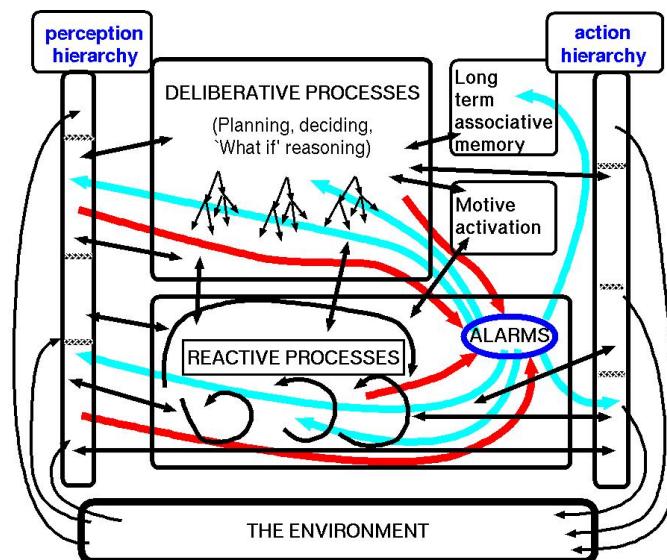 perception
hierarchy
action
hierarchy
DELIBERATIVE PROCESSES
(Planning, deciding,
`What if' reasoning)
Long
term
associative
memory
Motive
activation
ALARMS
REACTIVE PROCESSES
THE ENVIRONMENT